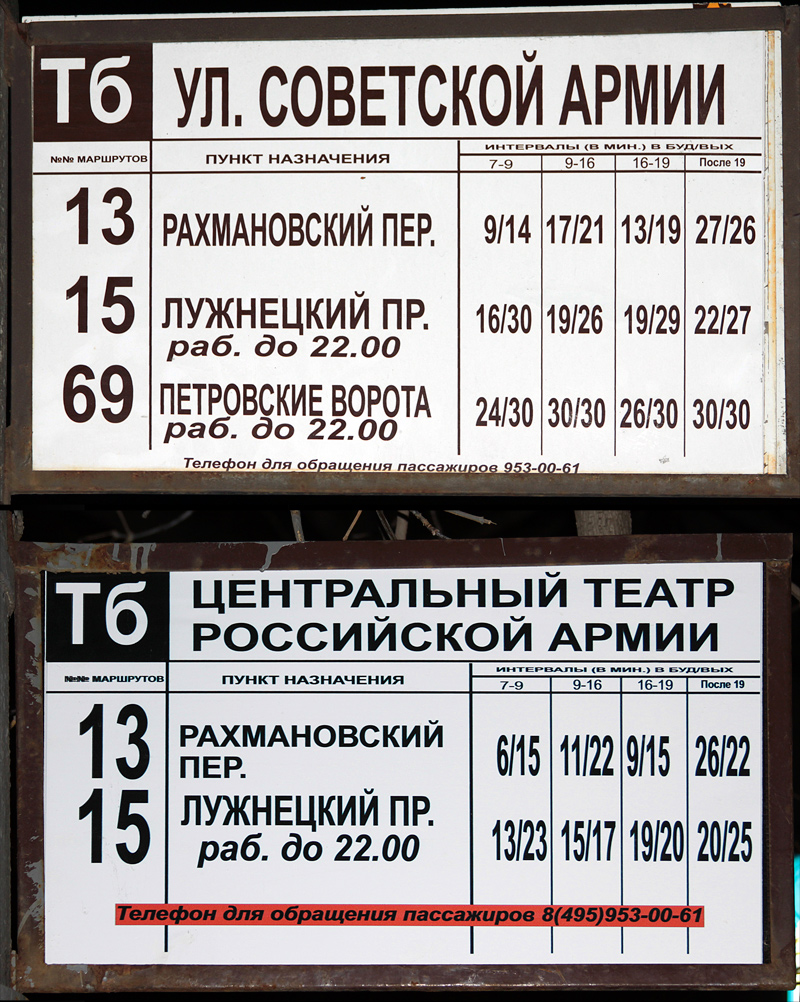 Тб УЛ. СОВЕТСКОЙ АРМИИ
№№ МАРШРУТОВ ПУНКТ НАЗНАЧЕНИЯ ИНТЕРВАЛЫ (В МИН.) В БУД/ВЫХ
7-9 9-16 16-19 После 19
13 РАХМАНОВСКИЙ ПЕР. 9/14 17/21 13/19 27/26
15 ЛУЖНЕЦКИЙ ПР. 16/30 19/26 19/29 22/27
раб. до 22.00
69 ПЕТРОВСКИЕ ВОРОТА 24/30 30/30 26/30 30/30
раб. до 22.00
Телефон для обращения пассажиров 953-00-61
Тб ЦЕНТРАЛЬНЫЙ ТЕАТР
РОССИЙСКОЙ АРМИИ
№№ МАРШРУТОВ ПУНКТ НАЗНАЧЕНИЯ ИНТЕРВАЛЫ (В МИН.) В БУД/ВЫХ
7-9 9-16 16-19 После 19
13 РАХМАНОВСКИЙ 6/15 11/22 9/15 26/22
ПЕР.
15 ЛУЖНЕЦКИЙ ПР. 13/23 15/17 19/20 20/25
раб. до 22.00
Телефон для обращения пассажиров 8(495)953-00-61